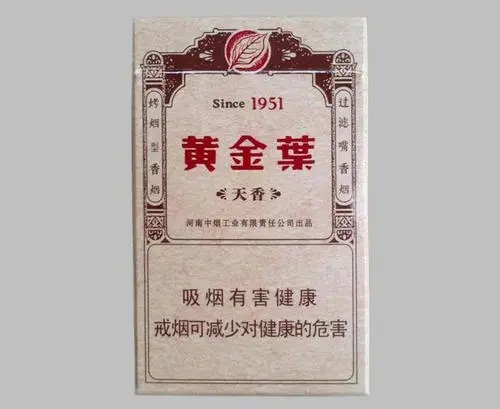 Since 1951
黄金葉
天香
烤烟型香烟
过滤嘴香烟
河南中烟工业有限责任公司出品
吸烟有害健康
戒烟可减少对健康的危害